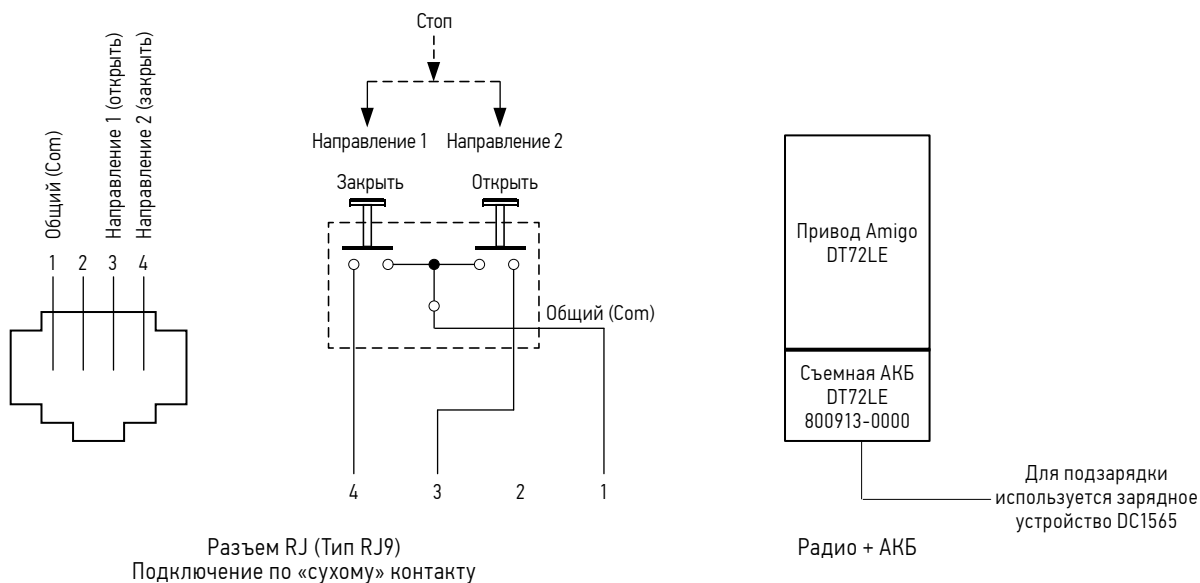 Общий (Com)
Направление 1 (открыть)
Направление 2 (закрыть)
1
2
3
4
Стоп
Направление 1
Направление 2
Закрыть
Открыть
Общий (Com)
4
3
2
1
Разъем RJ (Тип RJ9)
Подключение по «сухому» контакту
Привод Amigo
DT72LE
Съемная АКБ
DT72LE
800913-0000
Для подзарядки
используется зарядное
устройство DC1565
Радио + АКБ